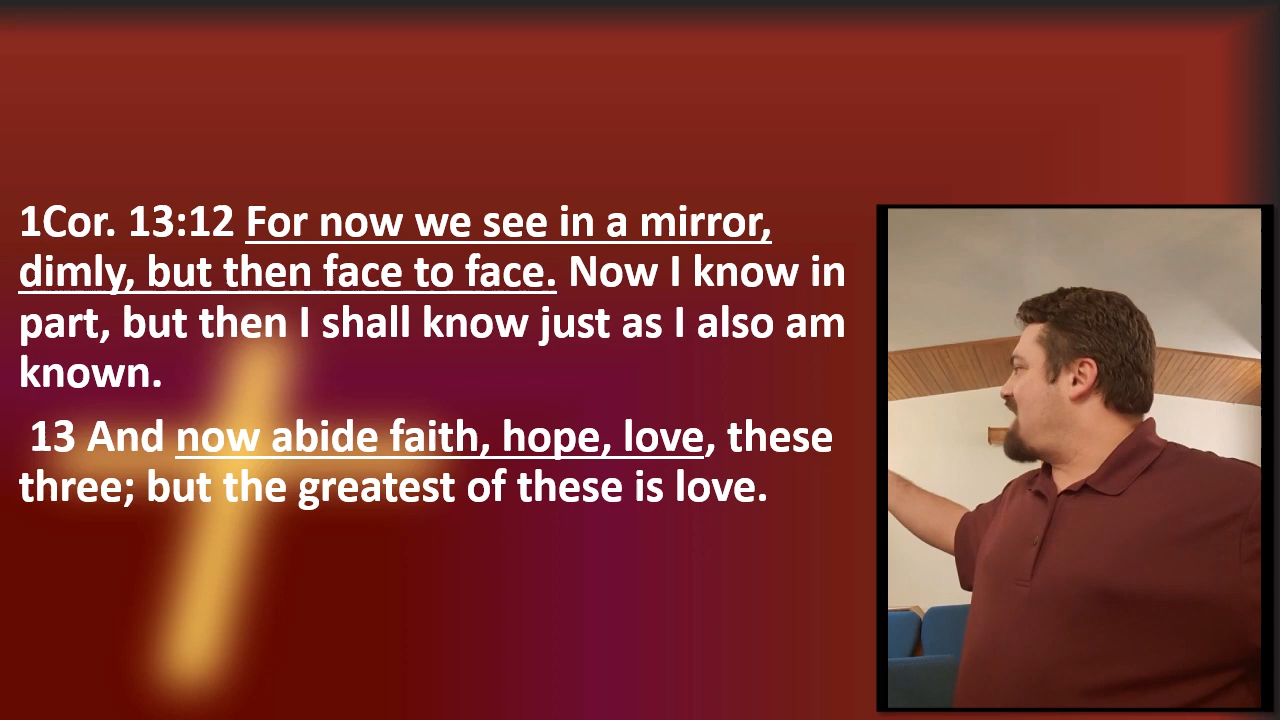 1Cor. 13:12 For now we see in a mirror,
dimly, but then face to face. Now I know in
part, but then I shall know just as I also am
known.
13 And now abide faith, hope, love, these
three; but the greatest of these is love.